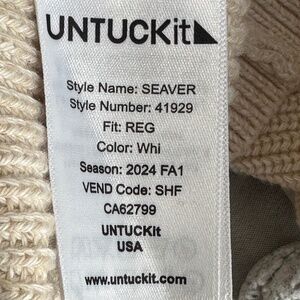 UNTUCKit
Style Name: SEAVER
Style Number: 41929
Fit: REG
Color: Whi
Season: 2024 FA1
VEND Code: SHF
CA62799
UNTUCKit
USA
www.untuckit.com